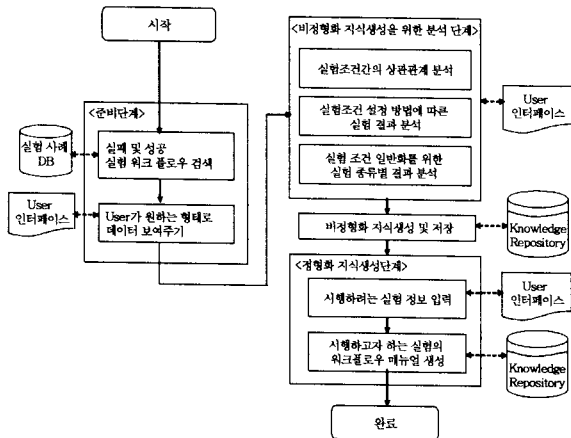 시작
<준비단계>
실험 사례
DB
실패 및 성공
실험 워크 플로우 검색
User
인터페이스
User가 원하는 형태로
데이터 보여주기
<비정형화 지식생성을 위한 분석 단계>
실험조건간의 상관관계 분석
실험조건 설정 방법에 따른
실험 결과 분석
실험 조건 일반화를 위한
실험 종류별 결과 분석
User
인터페이스
비정형화 지식생성 및 저장
Knowledge
Repository
<정형화 지식생성단계>
시행하려는 실험 정보 입력
User
인터페이스
시행하고자 하는 실험의
워크플로우 매뉴얼 생성
Knowledge
Repository
완료